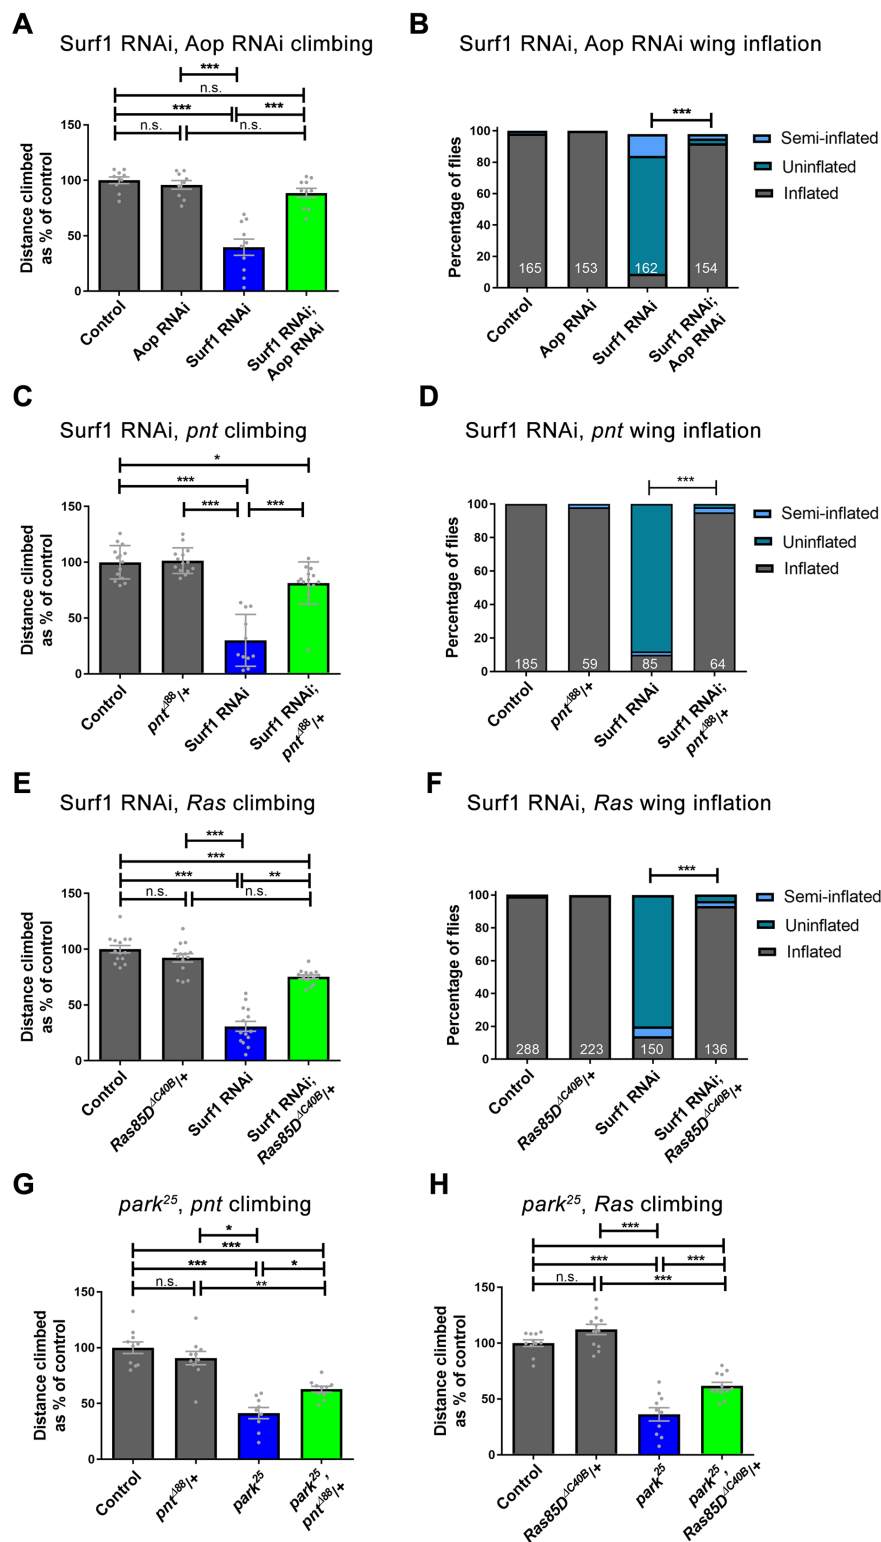 A
Surf1 RNAi, Aop RNAi climbing
***
n.s.
*** ***
n.s. n.s.
150
100
50
0
Distance climbed
as % of control
Control
Aop RNAi
Surf1 RNAi
Surf1 RNAi;
Aop RNAi
B
Surf1 RNAi, Aop RNAi wing inflation
***
100
80
60
40
20
0
Percentage of flies
165 153 162 154
Control
Aop RNAi
Surf1 RNAi
Surf1 RNAi;
Aop RNAi
Semi-inflated
Uninflated
Inflated
C
Surf1 RNAi, pnt climbing
*
***
*** ***
150
100
50
0
Distance climbed
as % of control
Control
pntΔ88/+
Surf1 RNAi
Surf1 RNAi;
pntΔ88/+
D
Surf1 RNAi, pnt wing inflation
***
100
80
60
40
20
0
Percentage of flies
185 59 85 64
Control
pntΔ88/+
Surf1 RNAi
Surf1 RNAi;
pntΔ88/+
Semi-inflated
Uninflated
Inflated
E
Surf1 RNAi, Ras climbing
***
***
*** **
n.s. n.s.
150
100
50
0
Distance climbed
as % of control
Control
Ras85DΔC40B/+
Surf1 RNAi
Surf1 RNAi;
Ras85DΔC40B/+
F
Surf1 RNAi, Ras wing inflation
***
100
80
60
40
20
0
Percentage of flies
288 223 150 136
Control
Ras85DΔC40B/+
Surf1 RNAi
Surf1 RNAi;
Ras85DΔC40B/+
Semi-inflated
Uninflated
Inflated
G
park25, pnt climbing
*
***
*** *
n.s. **
150
100
50
0
Distance climbed
as % of control
Control
pntΔ88/+
park25
park25,
pntΔ88/+
H
park25, Ras climbing
***
*** ***
n.s. ***
150
100
50
0
Distance climbed
as % of control
Control
Ras85DΔC40B/+
park25
park25,
Ras85DΔC40B/+